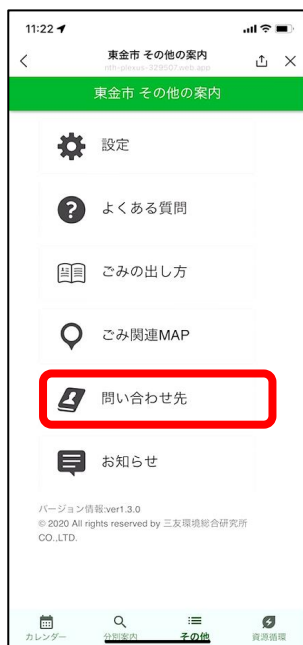 11:22
東金市 その他の案内
東金市 その他の案内
設定
よくある質問
ごみの出し方
ごみ関連MAP
問い合わせ先
お知らせ
バージョン情報:ver1.3.0
© 2020 All rights reserved by 三友環境総合研究所
CO.,LTD.
カレンダー 分別案内 その他 資源循環